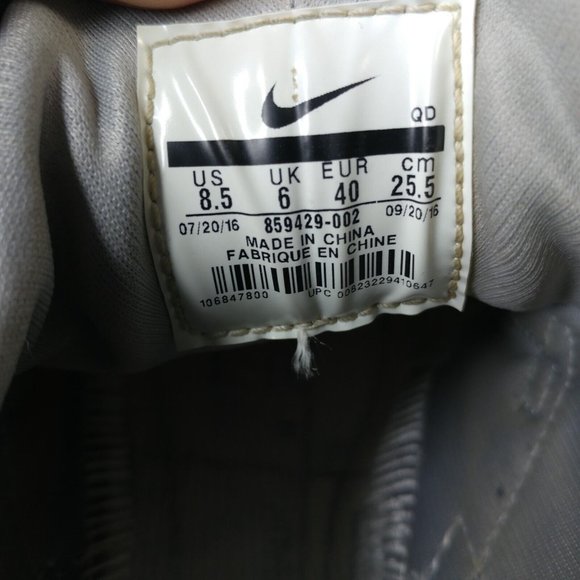 QD
US UK EUR cm
8.5 6 40 25.5
07/20/16 859429-002 09/20/16
MADE IN CHINA
FABRIQUE EN CHINE
106847800 UPC 00823229410647